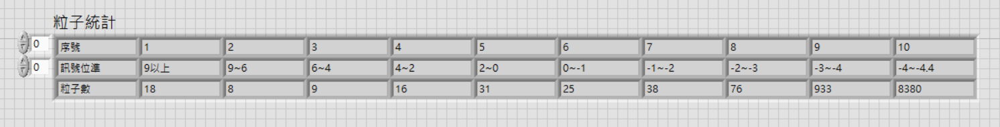 粒子統計
0 序號 1 2 3 4 5 6 7 8 9 10
0 訊號位準 9以上 9~6 6~4 4~2 2~0 0~-1 -1~-2 -2~-3 -3~-4 -4~-4.4
粒子數 18 8 9 16 31 25 38 76 933 8380